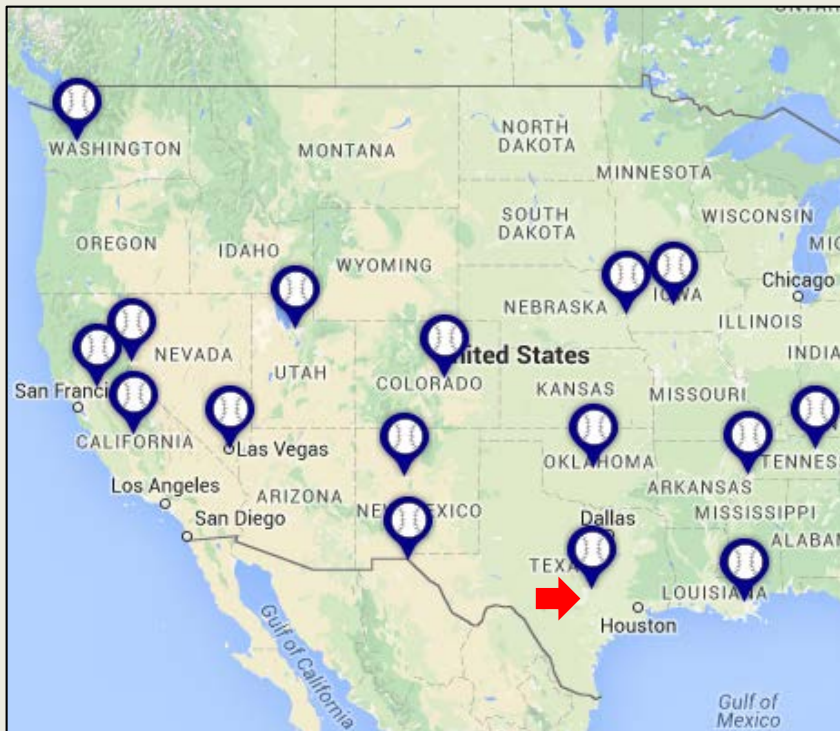 ONTAR
WASHINGTON
MONTANA
NORTH
DAKOTA
MINNESOTA
SOUTH
DAKOTA
WISCONSIN
MIC
OREGON
IDAHO
WYOMING
Chicago
IOWA
NEBRASKA
ILLINOIS
United States
INDIA
NEVADA
UTAH
COLORADO
KANSAS
MISSOURI
San Franci
CALIFORNIA
Las Vegas
OKLAHOMA
TENNES
ARKANSAS
Los Angeles
ARIZONA
NEW MEXICO
MISSISSIPPI
San Diego
Dallas
ALABAM
TEXA
LOUISIANA
Houston
Gulf of California
Gulf of
Mexico